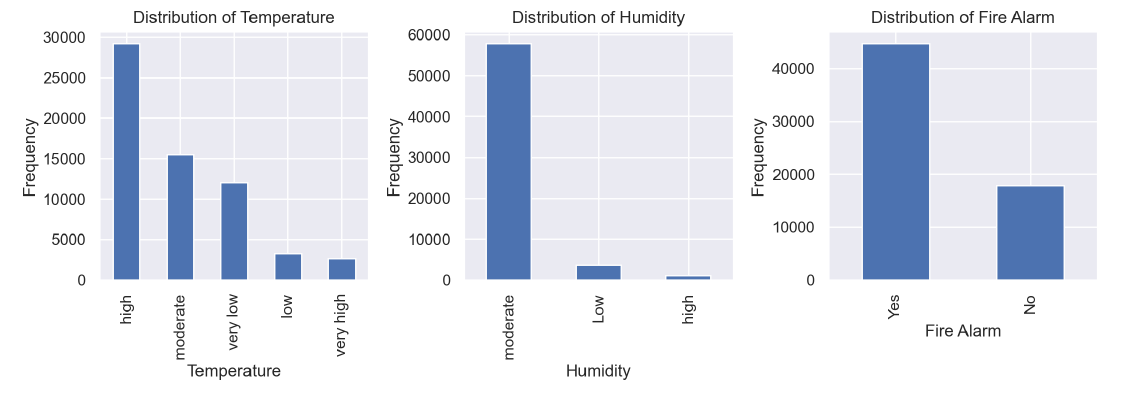 Distribution of Temperature
30000
25000
20000
15000
10000
5000
0
Frequency
high
moderate
very low
low
very high
Temperature
Distribution of Humidity
60000
50000
40000
30000
20000
10000
0
Frequency
moderate
Low
high
Humidity
Distribution of Fire Alarm
40000
30000
20000
10000
0
Frequency
Yes
No
Fire Alarm